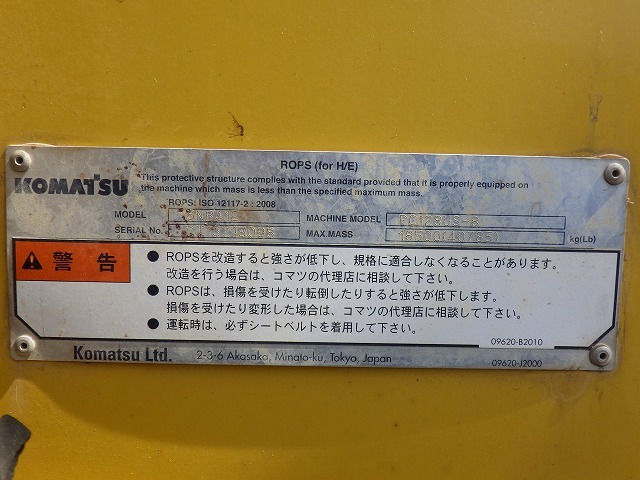 ROPS (for H/E)
KOMATSU
This protective structure complies with the standard provided that it is properly equipped on
the machine which mass is less than the specified maximum mass.
ROPS: ISO 12117-2 : 2008
MODEL MACHINE MODEL PC128US-8
SERIAL No. MAX.MASS kg(Lb)
警告
● ROPSを改造すると強さが低下し、規格に適合しなくなることがあります。
改造を行う場合は、コマツの代理店に相談して下さい。
● ROPSは、損傷を受けたり転倒したりすると強さが低下します。
損傷を受けたり変形した場合は、コマツの代理店に相談して下さい。
● 運転時は、必ずシートベルトを着用して下さい。
09620-B2010
Komatsu Ltd. 2-3-6 Akasaka, Minato-ku, Tokyo, Japan
09620-J2000